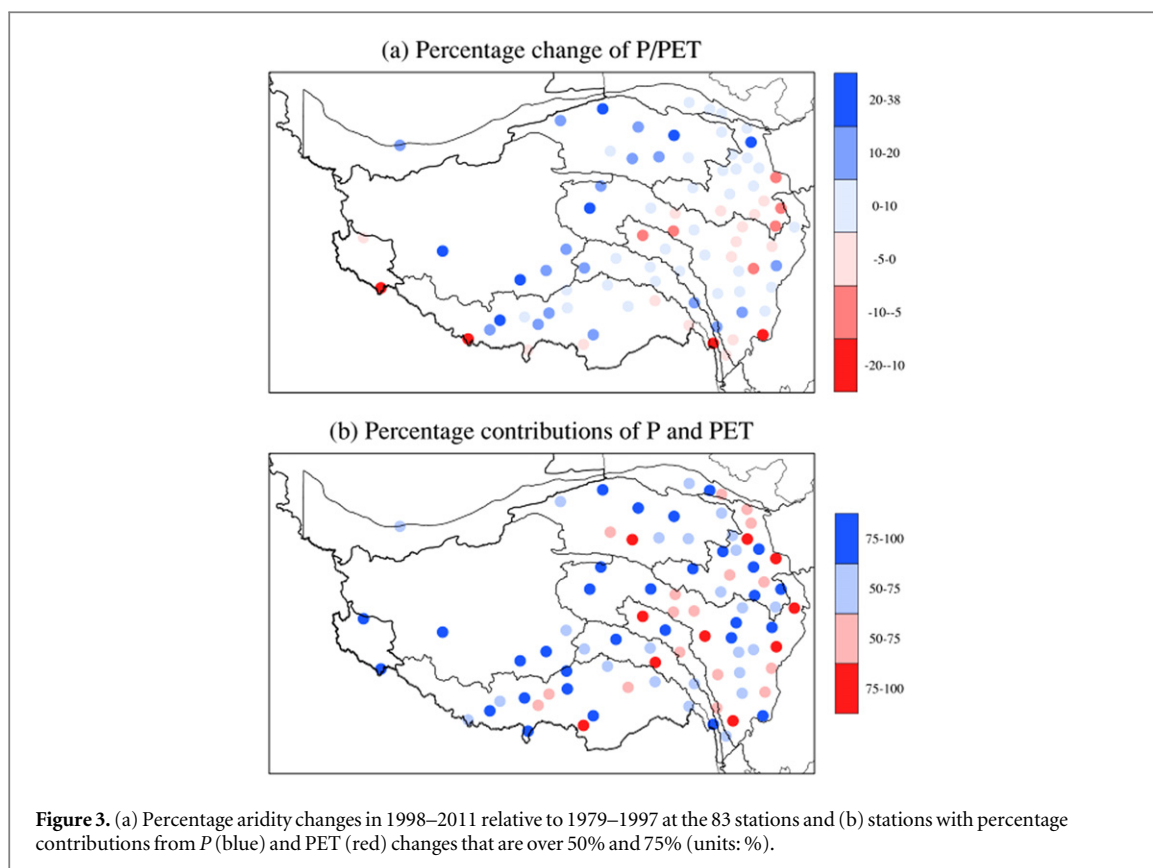 (a) Percentage change of P/PET
20-38
10-20
0-10
-5-0
-10--5
-20--10
(b) Percentage contributions of P and PET
75-100
50-75
50-75
75-100
Figure 3. (a) Percentage aridity changes in 1998–2011 relative to 1979–1997 at the 83 stations and (b) stations with percentage
contributions from P (blue) and PET (red) changes that are over 50% and 75% (units: %).